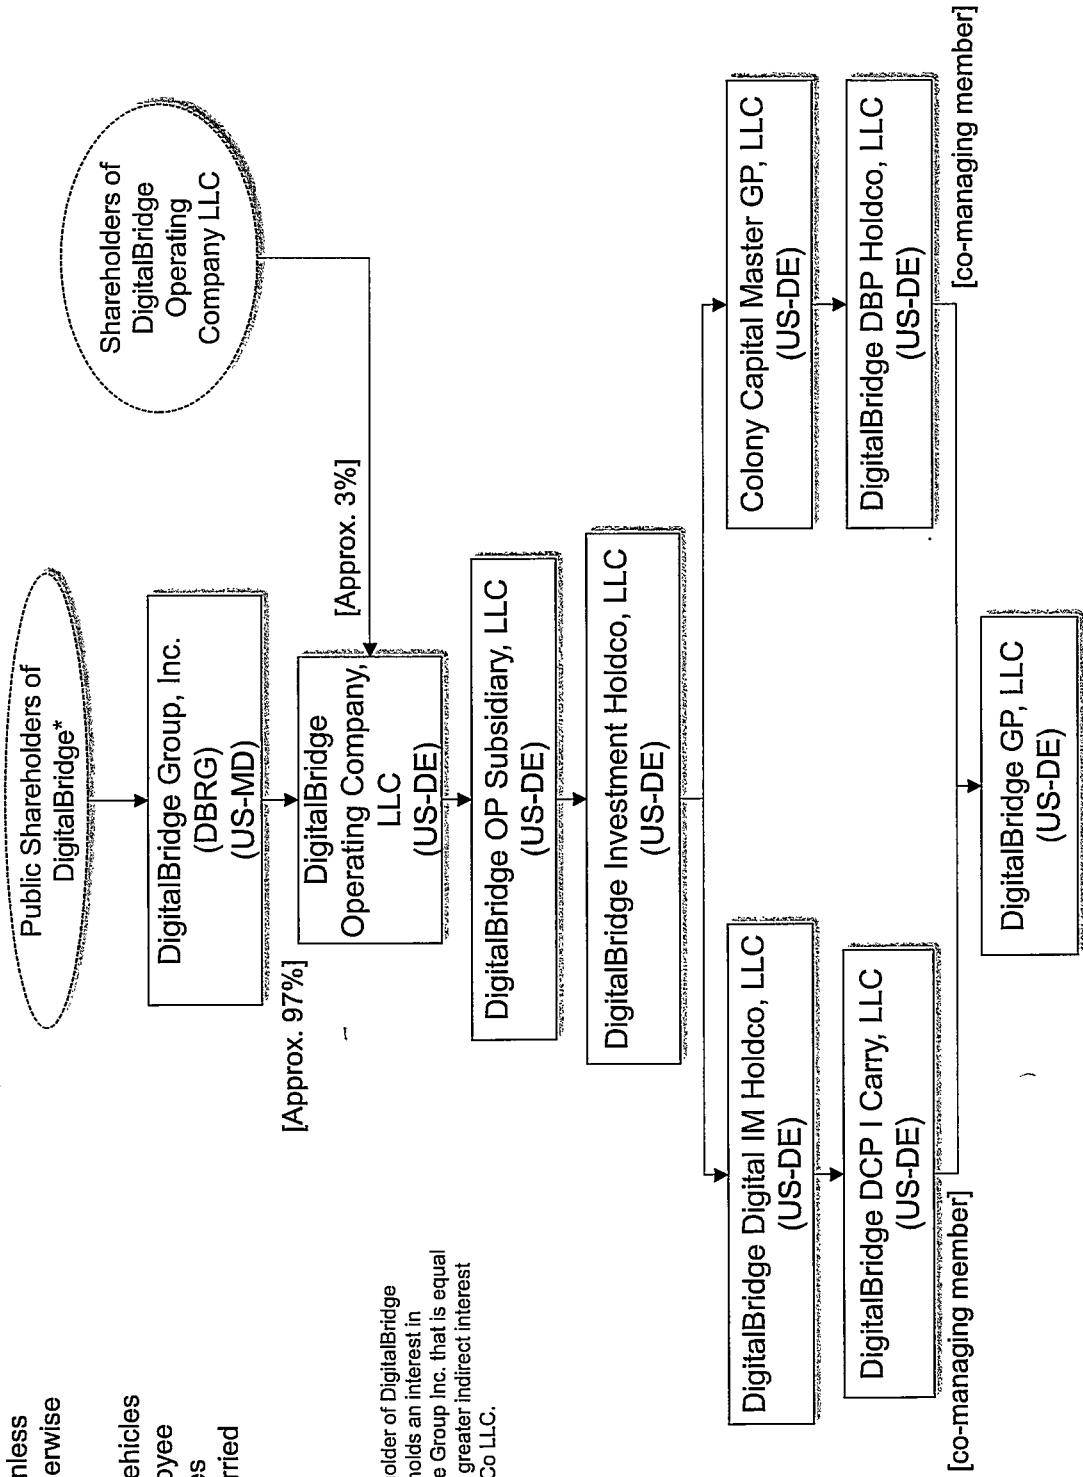 Public Shareholders of
DigitalBridge*
Shareholders of
DigitalBridge
Operating
Company LLC
DigitalBridge Group, Inc.
(DBRG)
(US-MD)
[Approx. 97%]
[Approx. 3%]
DigitalBridge
Operating Company,
LLC
(US-DE)
DigitalBridge OP Subsidiary, LLC
(US-DE)
DigitalBridge Investment Holdco, LLC
(US-DE)
DigitalBridge Digital IM Holdco, LLC
(US-DE)
Colony Capital Master GP, LLC
(US-DE)
DigitalBridge DCP I Carry, LLC
(US-DE)
DigitalBridge DBP Holdco, LLC
(US-DE)
[co-managing member]
[co-managing member]
DigitalBridge GP, LLC
(US-DE)
nless
erwise
ehicles
oyee
es
rried
older of DigitalBridge
holds an interest in
e Group Inc. that is equal
greater indirect interest
Co LLC.